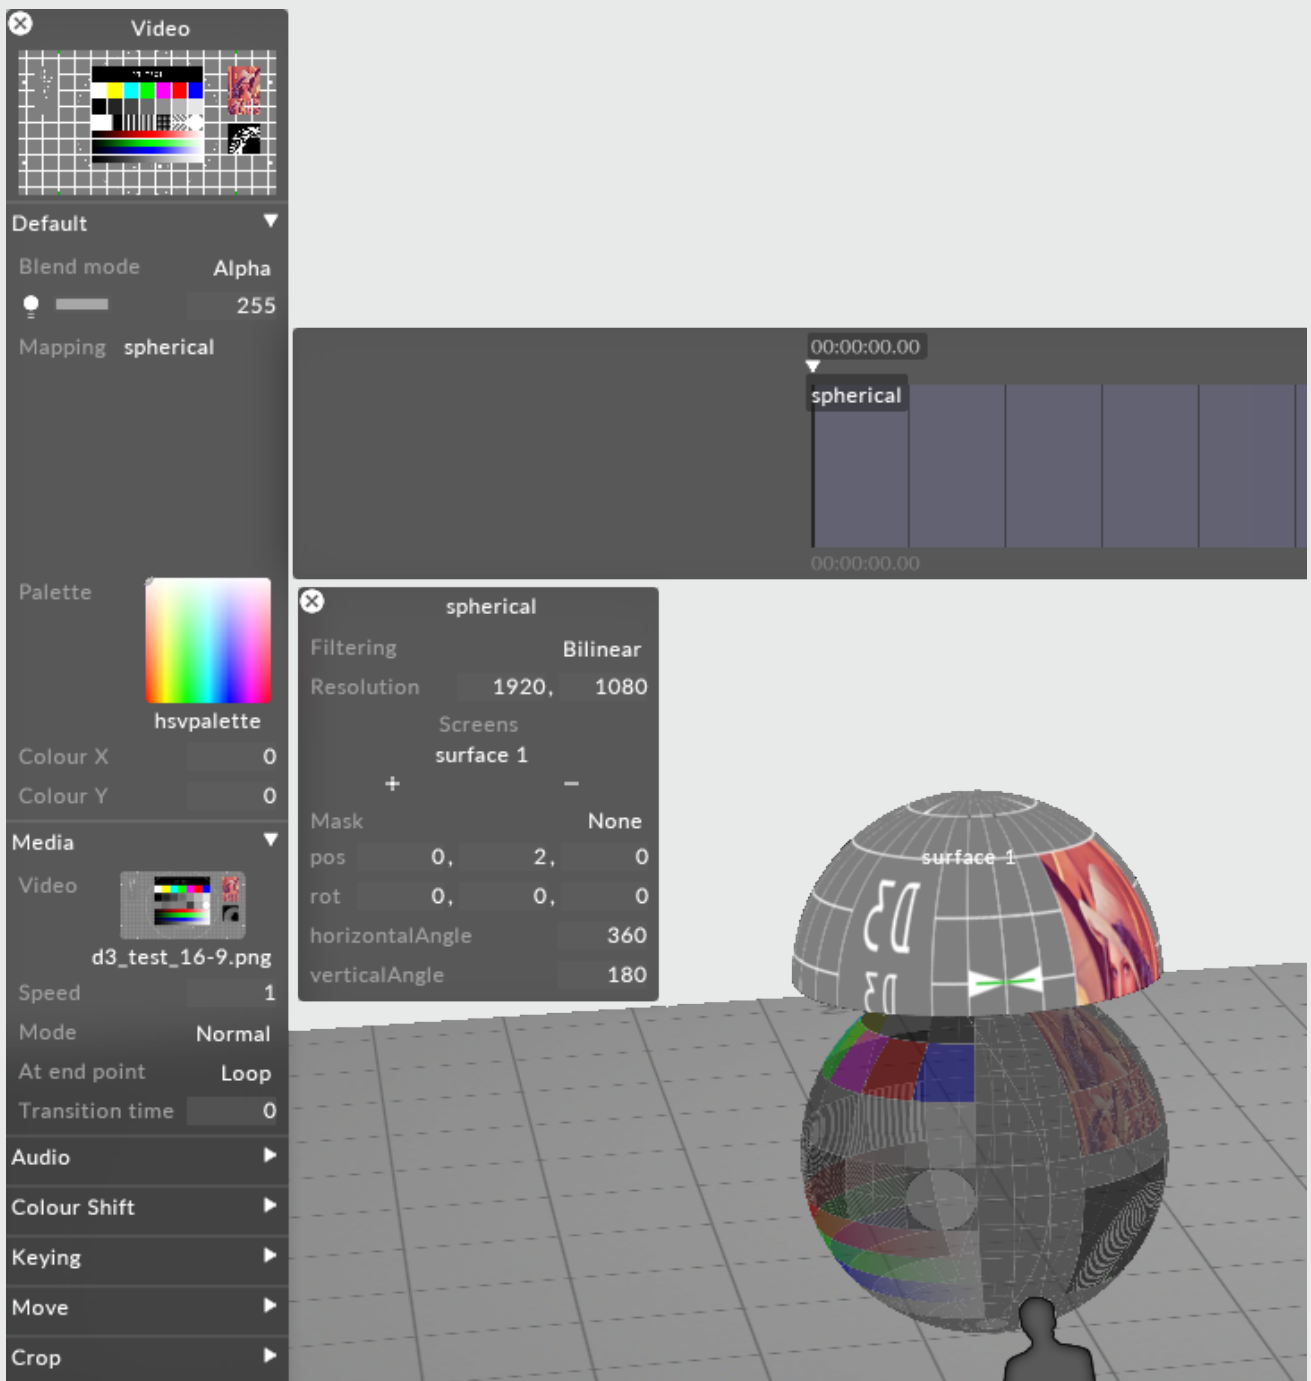 Video
Default
Blend mode Alpha
255
Mapping spherical
Palette
hsvpalette
Colour X 0
Colour Y 0
Media
Video
d3_test_16-9.png
Speed 1
Mode Normal
At end point Loop
Transition time 0
Audio
Colour Shift
Keying
Move
Crop
00:00:00.00
spherical
00:00:00.00
spherical
Filtering Bilinear
Resolution 1920, 1080
Screens
surface 1
+ −
Mask None
pos 0, 2, 0
rot 0, 0, 0
horizontalAngle 360
verticalAngle 180
surface 1
D3
D3